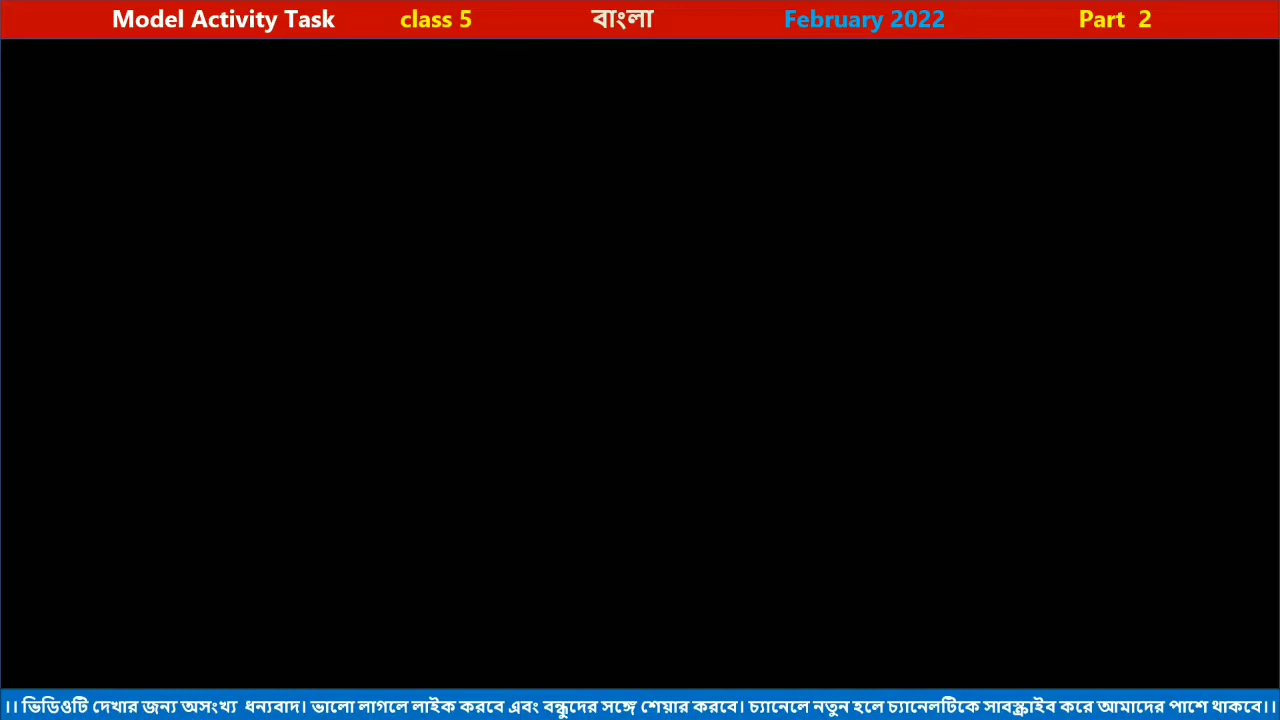 Model Activity Task class 5 বাংলা February 2022 Part 2
।। ভিডিওটি দেখার জন্য অসংখ্য ধন্যবাদ। ভালো লাগলে লাইক করবে এবং বন্ধুদের সঙ্গে শেয়ার করবে। চ্যানেলে নতুন হলে চ্যানেলটিকে সাবস্ক্রাইব করে আমাদের পাশে থাকবে।।